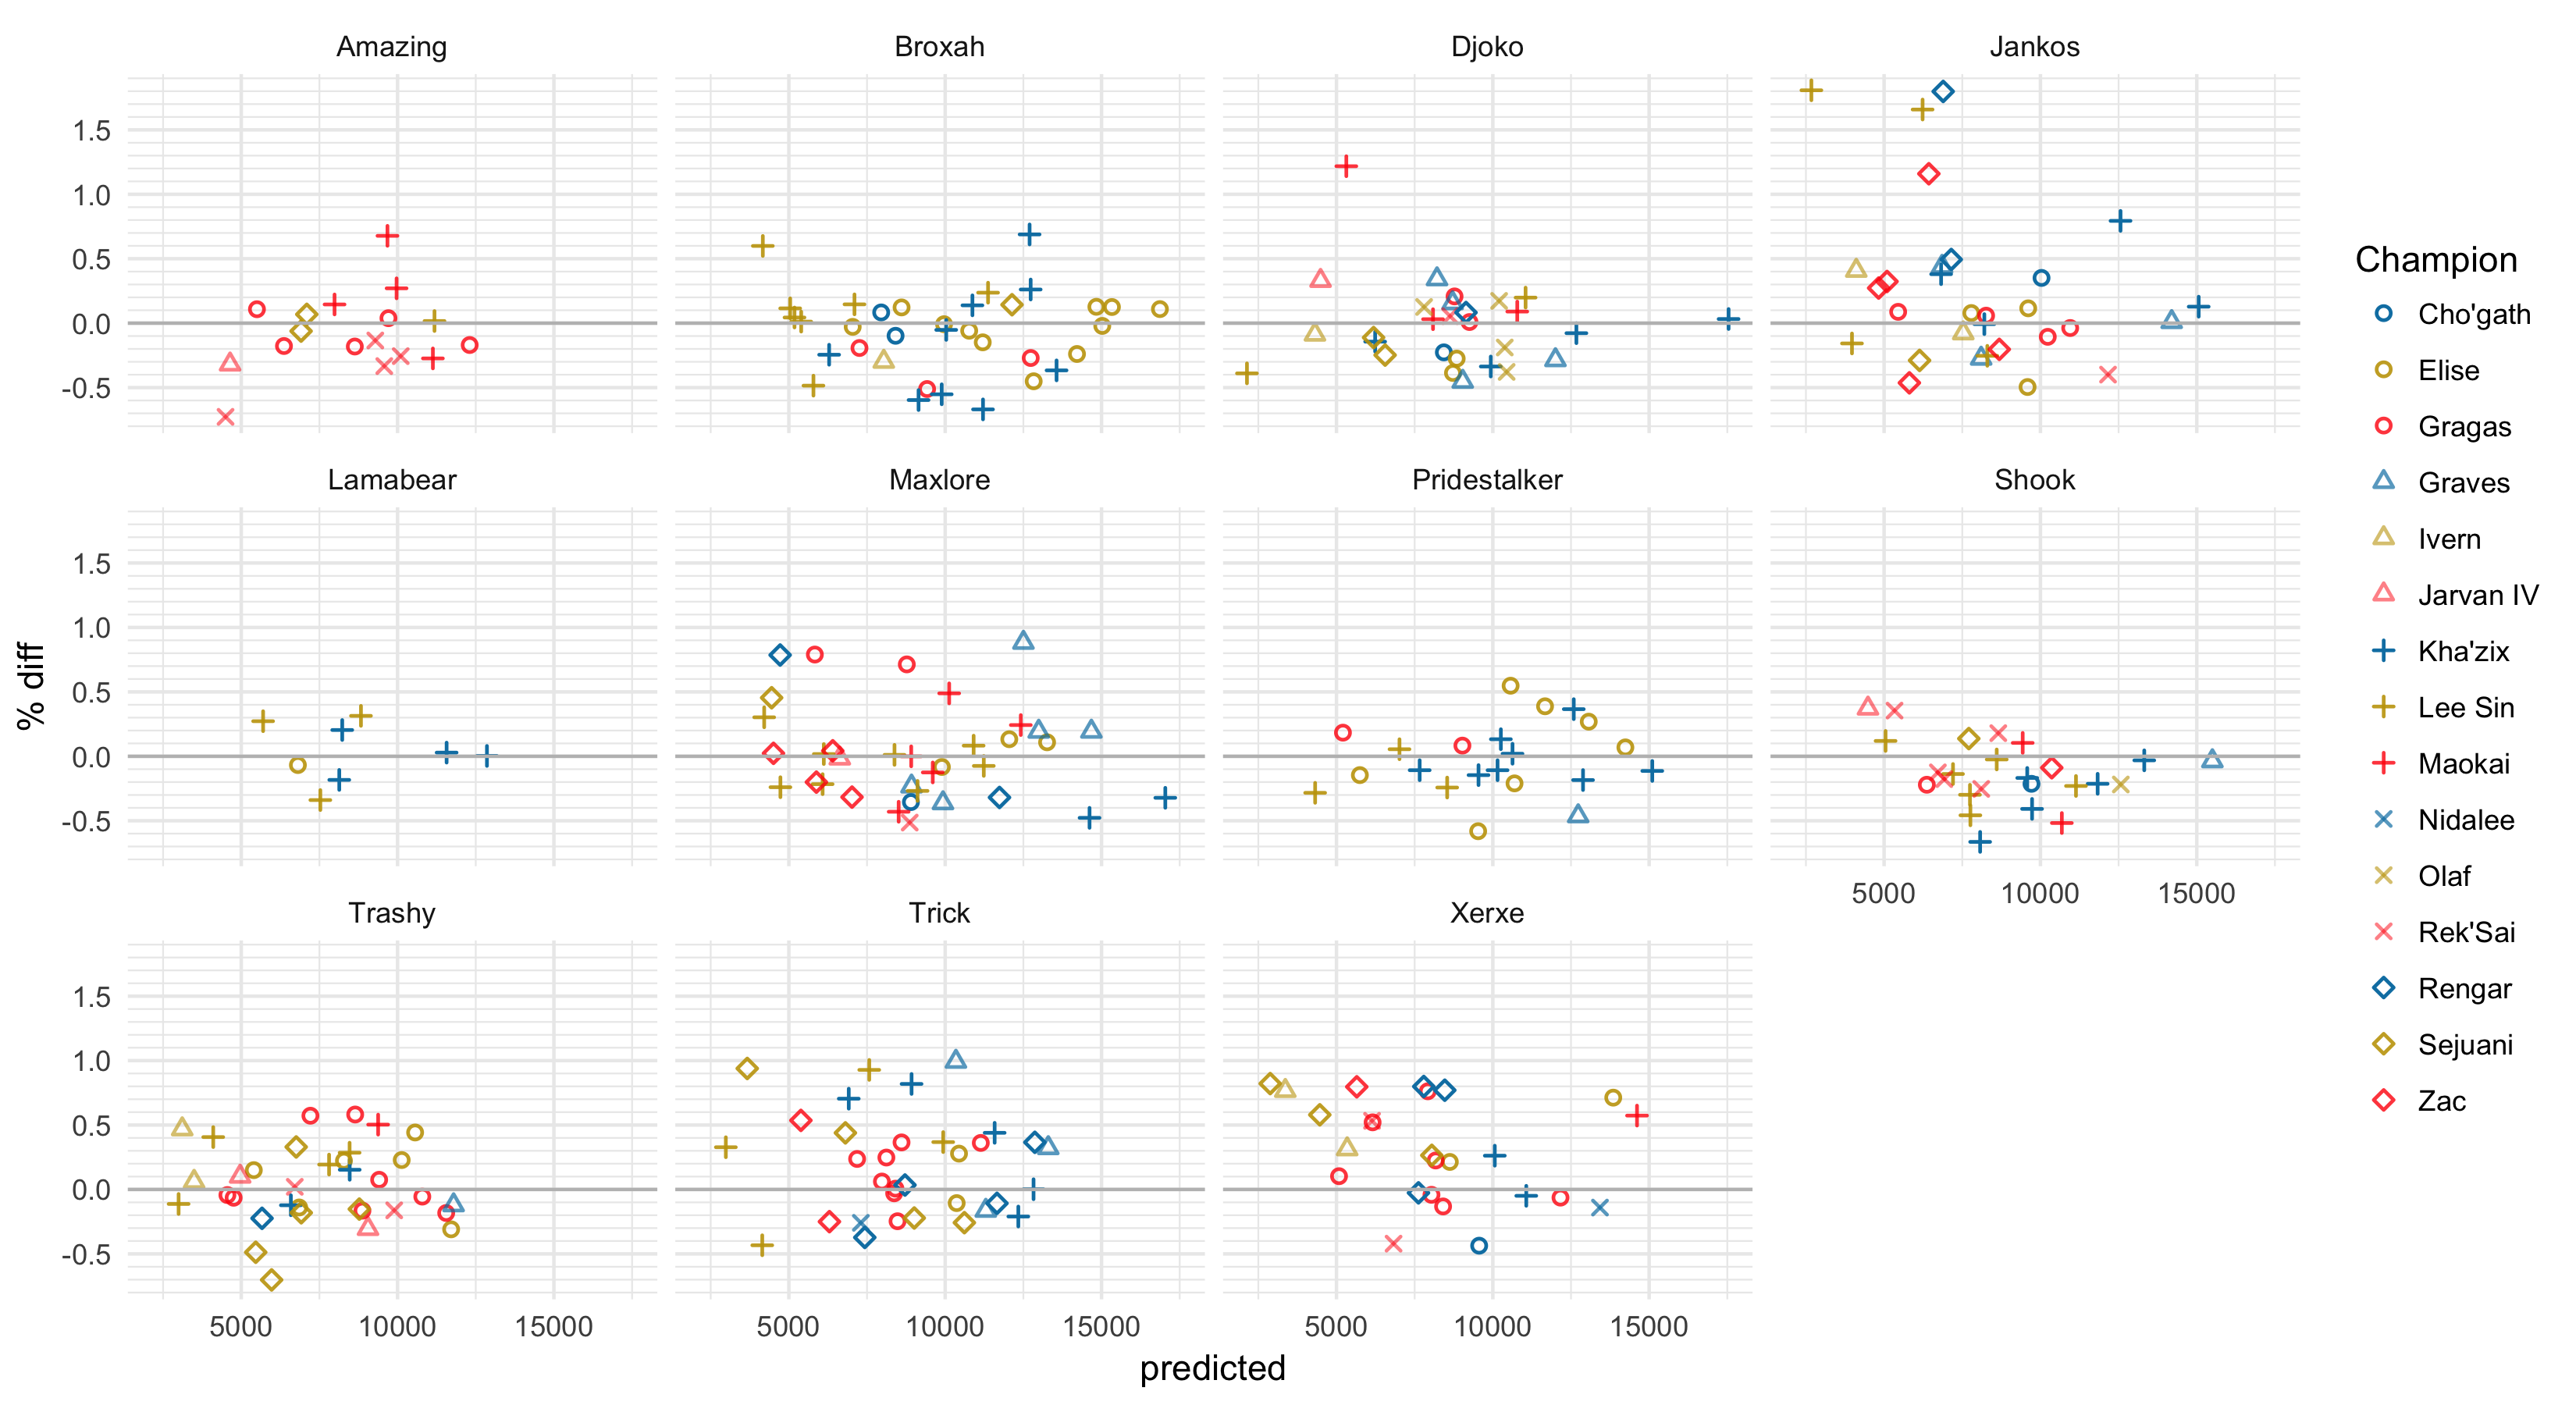 Amazing
Broxah
Djoko
Jankos
1.5
1.0
0.5
0.0
-0.5
Lamabear
Maxlore
Pridestalker
Shook
1.5
1.0
0.5
0.0
-0.5
5000 10000 15000
Trashy
Trick
Xerxe
1.5
1.0
0.5
0.0
-0.5
5000 10000 15000
5000 10000 15000
5000 10000 15000
predicted
% diff
Champion
Cho'gath
Elise
Gragas
Graves
Ivern
Jarvan IV
Kha'zix
Lee Sin
Maokai
Nidalee
Olaf
Rek'Sai
Rengar
Sejuani
Zac